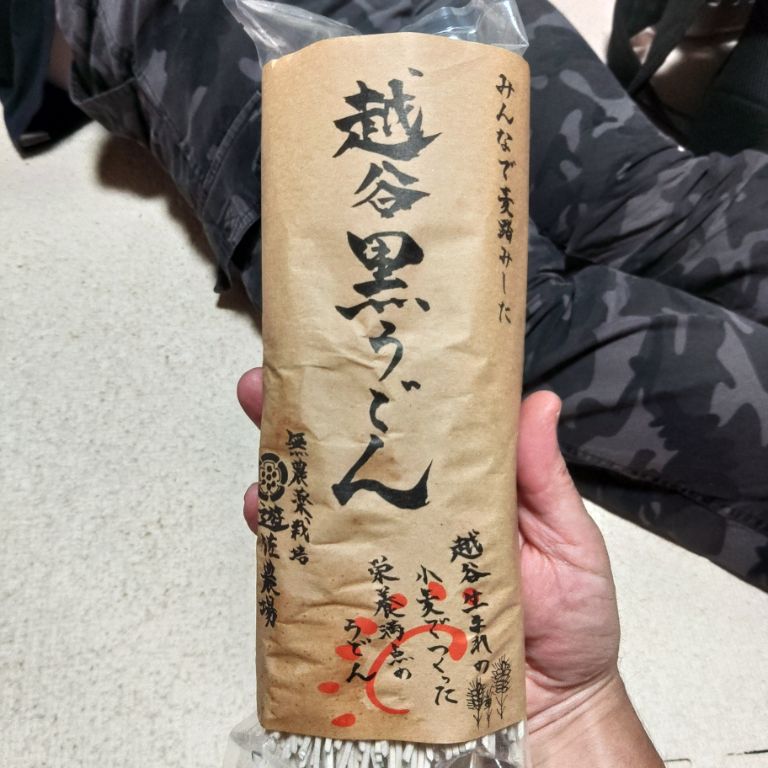 みんなで麦踏みした
越谷黒うどん
越谷生まれの
小麦でつくった
栄養満点の
うどん
無農薬栽培
遊佐農場